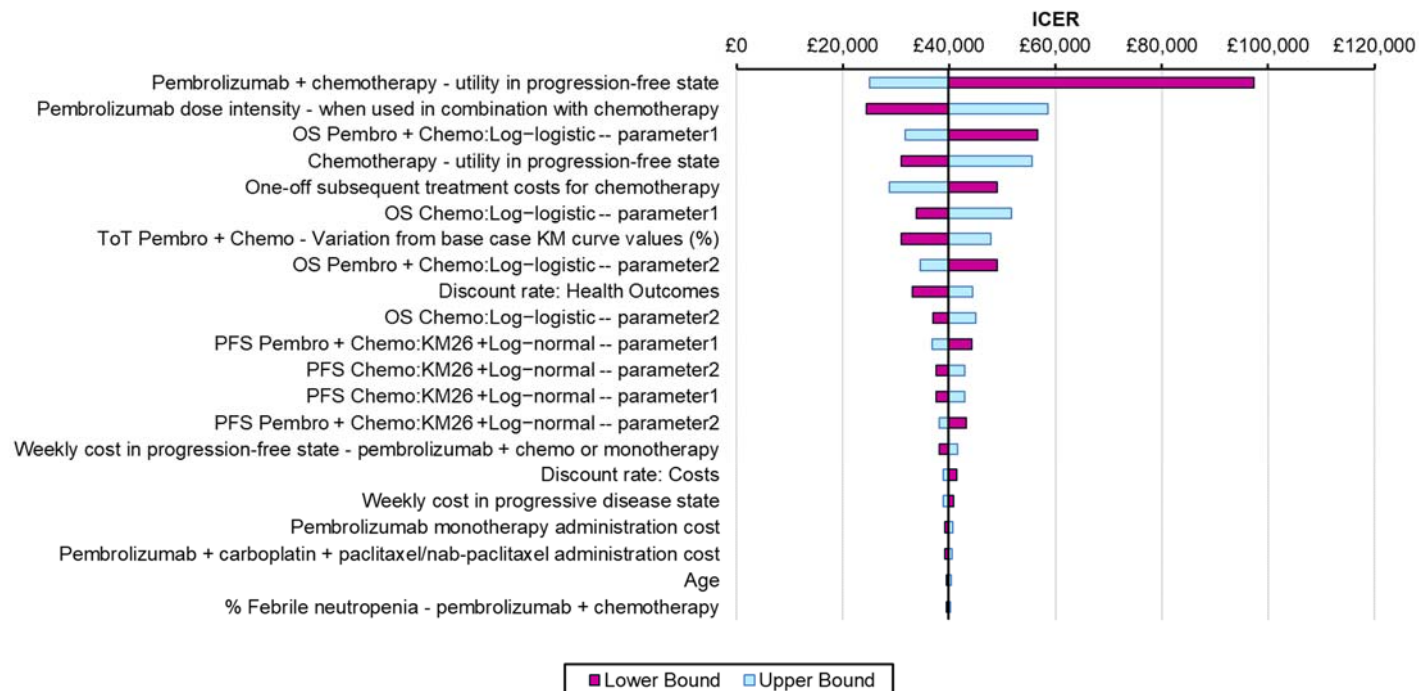 ICER
£0 £20,000 £40,000 £60,000 £80,000 £100,000 £120,000
Pembrolizumab + chemotherapy - utility in progression-free state
Pembrolizumab dose intensity - when used in combination with chemotherapy
OS Pembro + Chemo:Log−logistic -- parameter1
Chemotherapy - utility in progression-free state
One-off subsequent treatment costs for chemotherapy
OS Chemo:Log−logistic -- parameter1
ToT Pembro + Chemo - Variation from base case KM curve values (%)
OS Pembro + Chemo:Log−logistic -- parameter2
Discount rate: Health Outcomes
OS Chemo:Log−logistic -- parameter2
PFS Pembro + Chemo:KM26 +Log−normal -- parameter1
PFS Chemo:KM26 +Log−normal -- parameter2
PFS Chemo:KM26 +Log−normal -- parameter1
PFS Pembro + Chemo:KM26 +Log−normal -- parameter2
Weekly cost in progression-free state - pembrolizumab + chemo or monotherapy
Discount rate: Costs
Weekly cost in progressive disease state
Pembrolizumab monotherapy administration cost
Pembrolizumab + carboplatin + paclitaxel/nab-paclitaxel administration cost
Age
% Febrile neutropenia - pembrolizumab + chemotherapy
Lower Bound Upper Bound